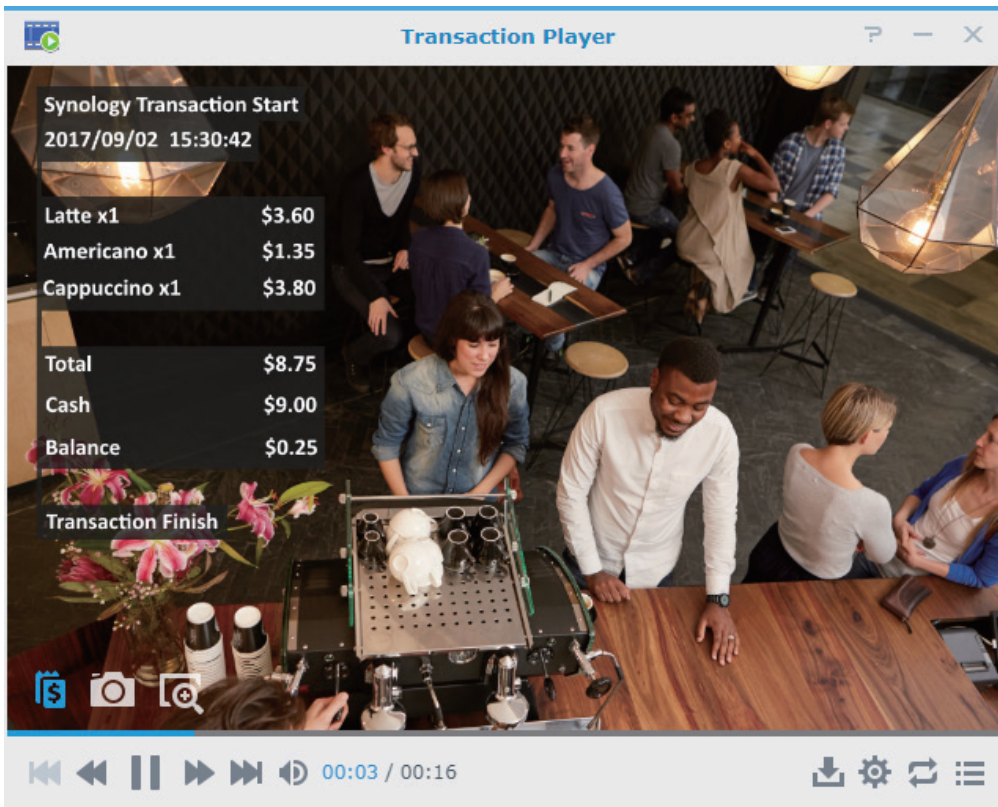 Transaction Player
Synology Transaction Start
2017/09/02 15:30:42
Latte x1 $3.60
Americano x1 $1.35
Cappuccino x1 $3.80
Total $8.75
Cash $9.00
Balance $0.25
Transaction Finish
00:03 / 00:16